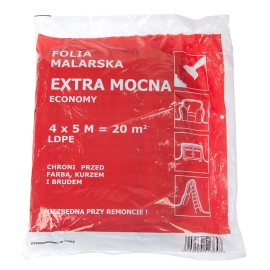 FOLIA
MALARSKA
EXTRA MOCNA
ECONOMY
4 x 5 M = 20 m²
LDPE
CHRONI PRZED
FARBĄ, KURZEM
I BRUDEM
NIEZBĘDNA PRZY REMONCIE !